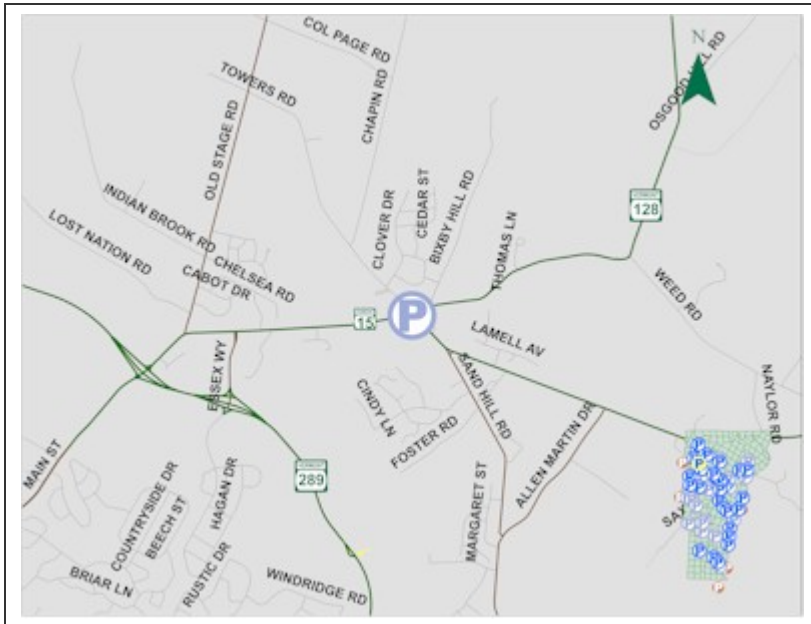 COL PAGE RD
TOWERS RD
CHAPIN RD
OLD STAGE RD
N
OSGOOD HILL RD
INDIAN BROOK RD
LOST NATION RD
CHELSEA RD
CABOT DR
CLOVER DR
CEDAR ST
BIXBY HILL RD
THOMAS LN
VERMONT
128
WEED RD
15
P
LAMELL AV
ESSEX WY
MAIN ST
CINDY LN
FOSTER RD
SAND HILL RD
ALLEN MARTIN DR
NAYLOR RD
VERMONT
289
COUNTRYSIDE DR
BEECH ST
HAGAN DR
MARGARET ST
SAX
BRIAR LN
RUSTIC DR
WINDRIDGE RD